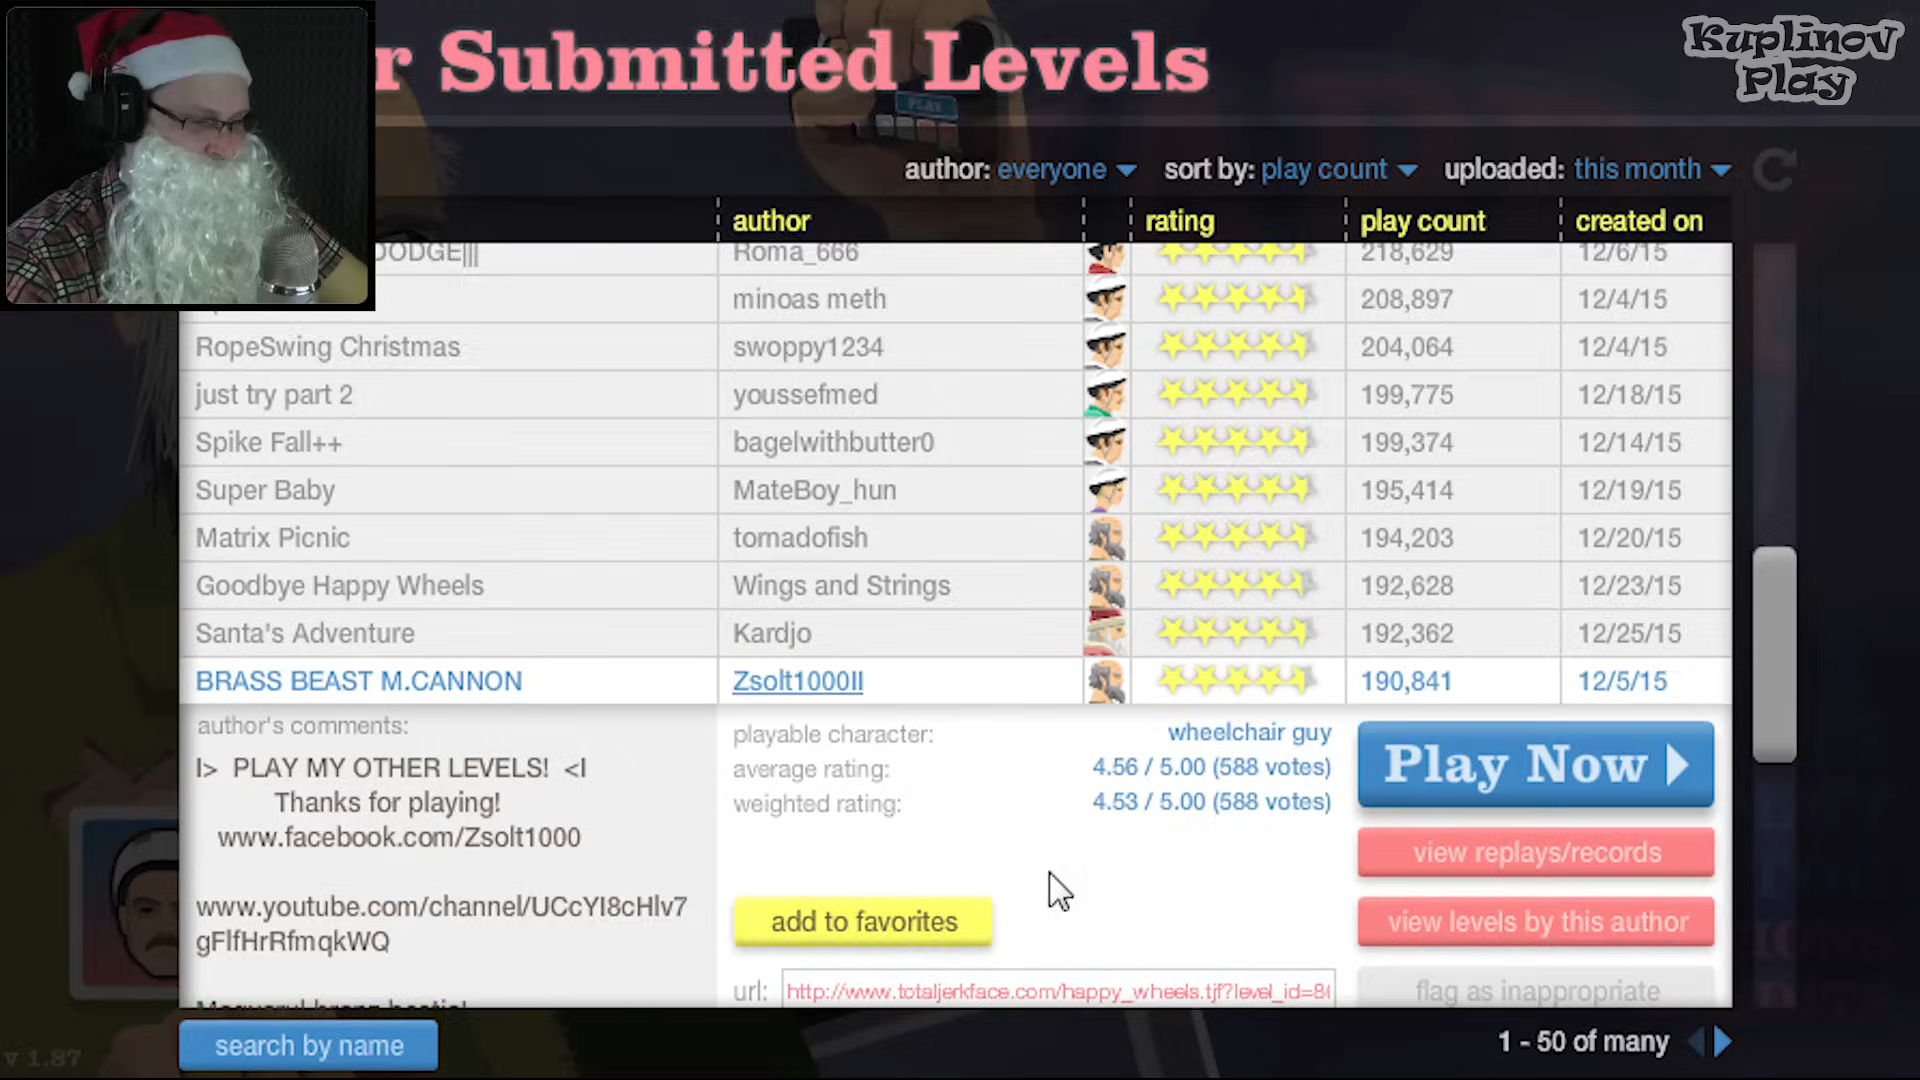 r Submitted Levels
Kuplinov
Play
PLAY
author: everyone sort by: play count uploaded: this month
author rating play count created on
DODGE||| Roma_666 218,629 12/6/15
minoas meth 208,897 12/4/15
RopeSwing Christmas swoppy1234 204,064 12/4/15
just try part 2 youssefmed 199,775 12/18/15
Spike Fall++ bagelwithbutter0 199,374 12/14/15
Super Baby MateBoy_hun 195,414 12/19/15
Matrix Picnic tornadofish 194,203 12/20/15
Goodbye Happy Wheels Wings and Strings 192,628 12/23/15
Santa's Adventure Kardjo 192,362 12/25/15
BRASS BEAST M.CANNON Zsolt1000II 190,841 12/5/15
author's comments:
I> PLAY MY OTHER LEVELS! <I
Thanks for playing!
www.facebook.com/Zsolt1000
www.youtube.com/channel/UCcYI8cHlv7
gFlfHrRfmqkWQ
playable character: wheelchair guy
average rating: 4.56 / 5.00 (588 votes)
weighted rating: 4.53 / 5.00 (588 votes)
add to favorites
url: http://www.totaljerkface.com/happy_wheels.tjf?level_id=8
Play Now
view replays/records
view levels by this author
flag as inappropriate
search by name
1 - 50 of many
v 1.87